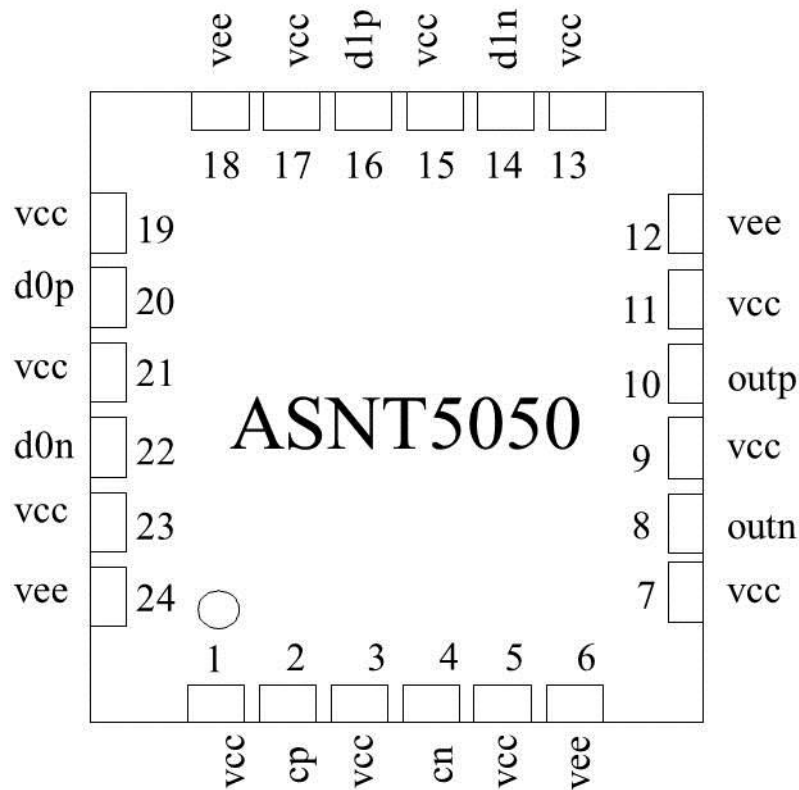 vee vcc d1p vcc d1n vcc
18 17 16 15 14 13
vcc 19 12 vee
d0p 20 11 vcc
vcc 21 10 outp
ASNT5050
d0n 22 9 vcc
vcc 23 8 outn
vee 24 7 vcc
1 2 3 4 5 6
vcc cp vcc cn vcc vee